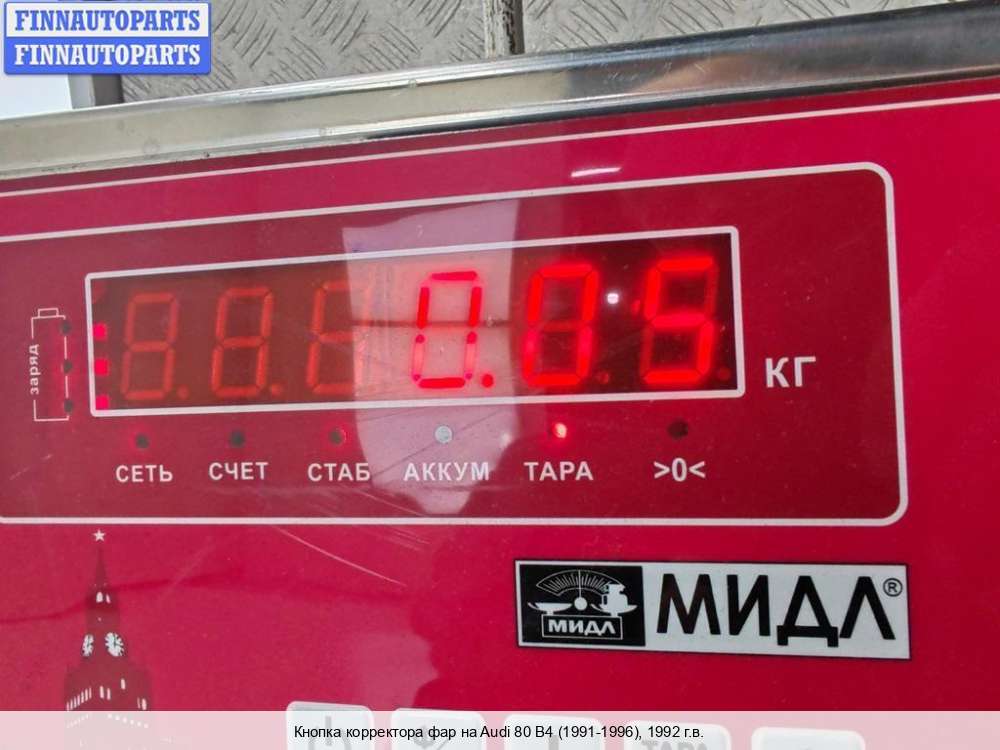 FINNAUTOPARTS
FINNAUTOPARTS
0.05
КГ
заряд
СЕТЬ СЧЕТ СТАБ АККУМ ТАРА >0<
МИДЛ
МИДЛ®
ТАРА
Кнопка корректора фар на Audi 80 B4 (1991-1996), 1992 г.в.